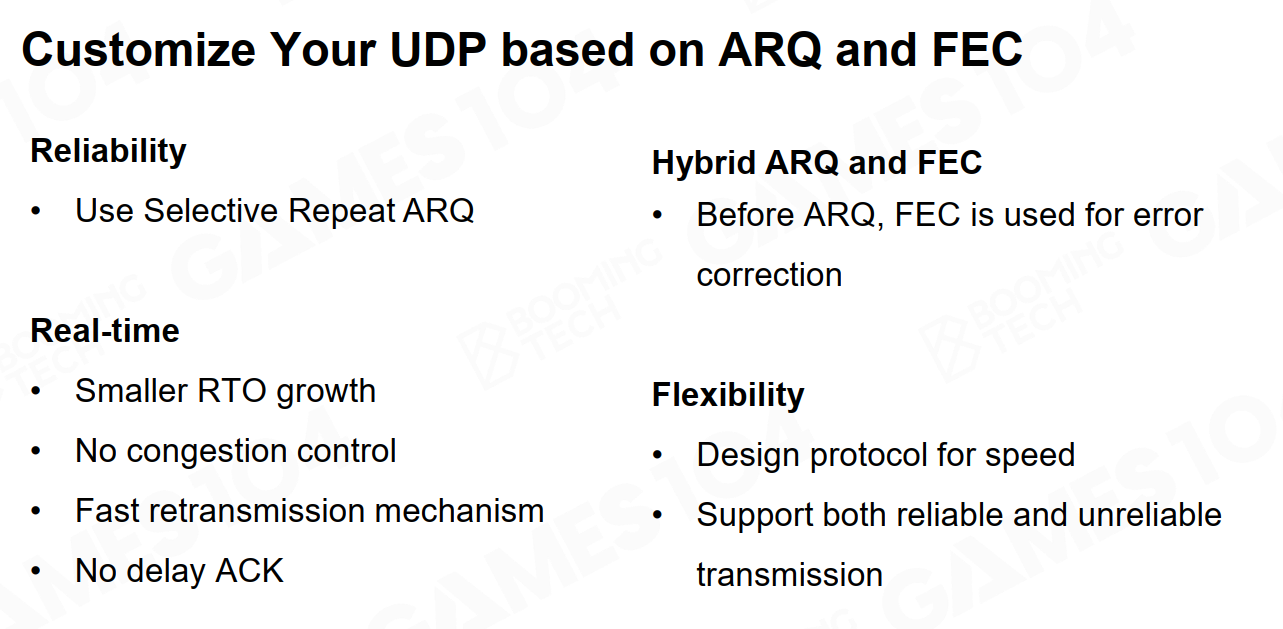 Customize Your UDP based on ARQ and FEC
Reliability
• Use Selective Repeat ARQ
Real-time
• Smaller RTO growth
• No congestion control
• Fast retransmission mechanism
• No delay ACK
Hybrid ARQ and FEC
• Before ARQ, FEC is used for error
correction
Flexibility
• Design protocol for speed
• Support both reliable and unreliable
transmission
GAMES104
BOOMING
TECH